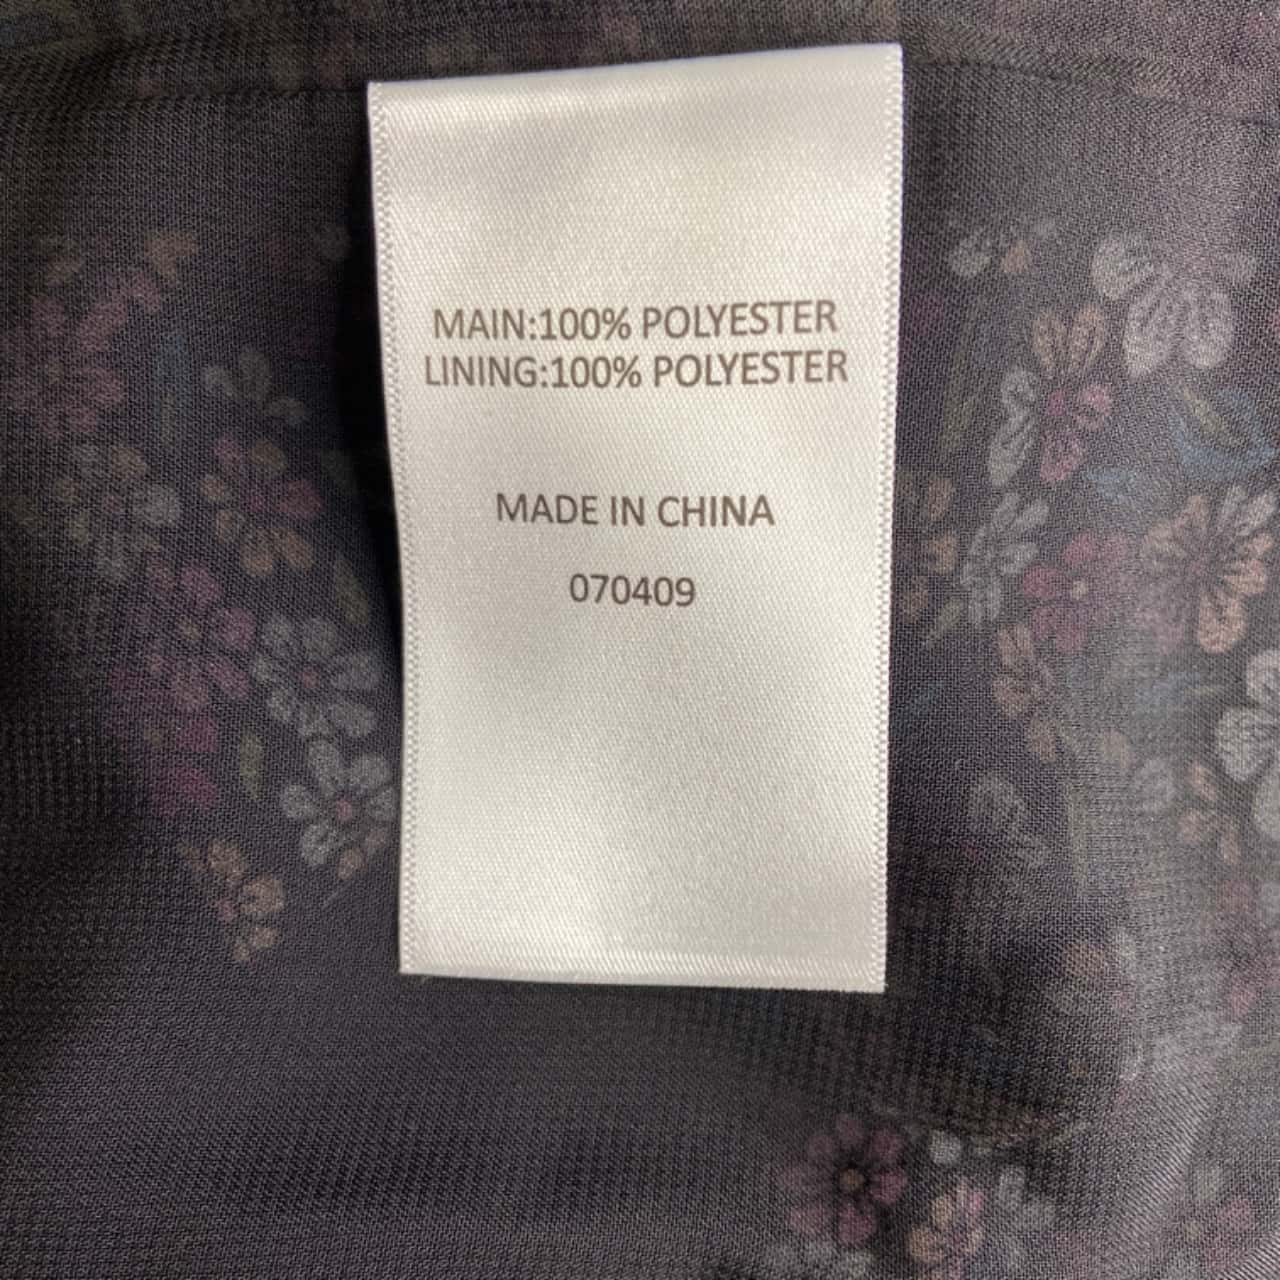 MAIN:100% POLYESTER
LINING:100% POLYESTER
MADE IN CHINA
070409